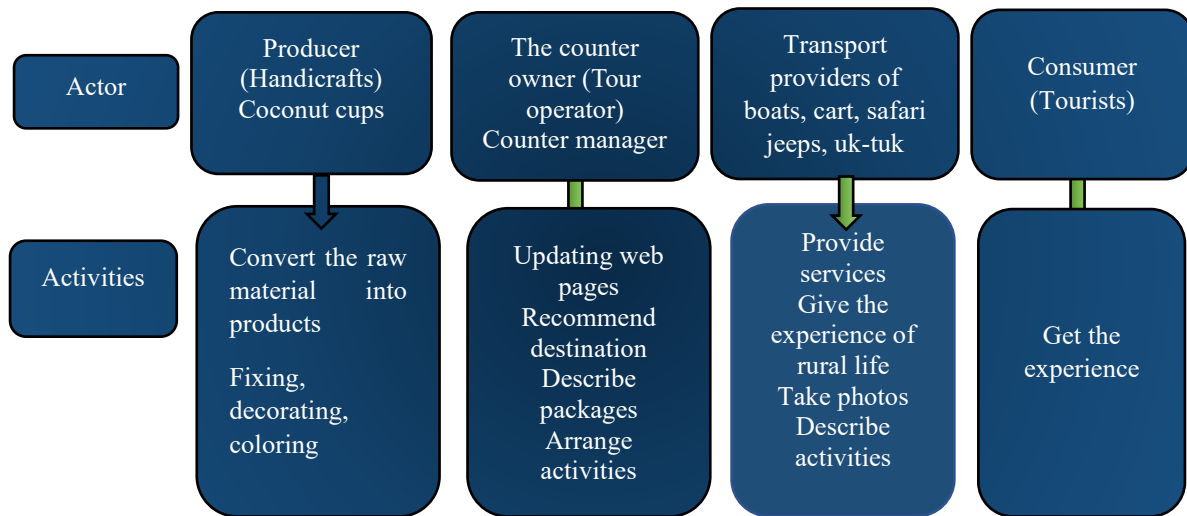 Actor
Producer
(Handicrafts)
Coconut cups
The counter
owner (Tour
operator)
Counter manager
Transport
providers of
boats, cart, safari
jeeps, uk-tuk
Consumer
(Tourists)
Activities
Convert the raw
material into
products
Fixing,
decorating,
coloring
Updating web
pages
Recommend
destination
Describe
packages
Arrange
activities
Provide
services
Give the
experience of
rural life
Take photos
Describe
activities
Get the
experience